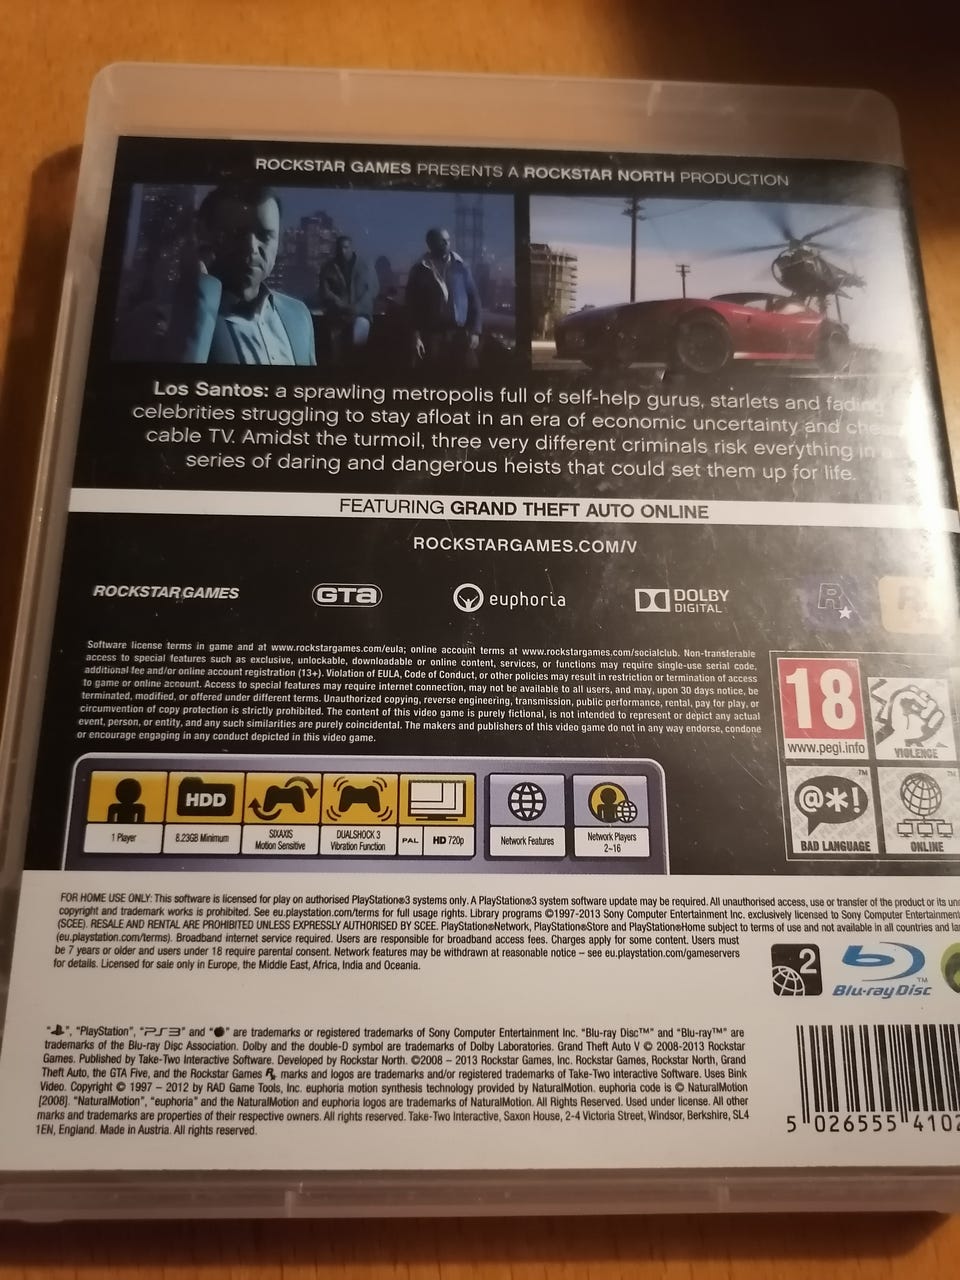 ROCKSTAR GAMES PRESENTS A ROCKSTAR NORTH PRODUCTION
Los Santos: a sprawling metropolis full of self-help gurus, starlets and fading
celebrities struggling to stay afloat in an era of economic uncertainty and
cable TV. Amidst the turmoil, three very different criminals risk everything in a
series of daring and dangerous heists that could set them up for life.
FEATURING GRAND THEFT AUTO ONLINE
ROCKSTARGAMES.COM/V
ROCKSTAR GAMES GTA euphoria DOLBY DIGITAL R R
Software license terms in game and at www.rockstargames.com/eula; online account terms at www.rockstargames.com/socialclub. Non-transferable
access to special features such as exclusive, unlockable, downloadable or online content, services, or functions may require single-use serial code,
additional fee and/or online account registration (13+). Violation of EULA, Code of Conduct, or other policies may result in restriction or termination of access
to game or online account. Access to special features may require internet connection, may not be available to all users, and may, upon 30 days notice, be
terminated, modified, or offered under different terms. Unauthorized copying, reverse engineering, transmission, public performance, rental, pay for play, or
circumvention of copy protection is strictly prohibited. The content of this video game is purely fictional, is not intended to represent or depict any actual
event, person, or entity, and any such similarities are purely coincidental. The makers and publishers of this video game do not in any way endorse, condone
or encourage engaging in any conduct depicted in this video game.
18
www.pegi.info
VIOLENCE
@*!
TM
TM
BAD LANGUAGE
ONLINE
HDD
1 Player
8.23GB Minimum
SIXAXIS
Motion Sensitive
DUALSHOCK 3
Vibration Function
PAL
HD 720p
Network Features
Network Players
2-16
FOR HOME USE ONLY: This software is licensed for play on authorised PlayStation®3 systems only. A PlayStation®3 system software update may be required. All unauthorised access, use or transfer of the product or its
copyright and trademark works is prohibited. See eu.playstation.com/terms for full usage rights. Library programs ©1997-2013 Sony Computer Entertainment Inc. exclusively licensed to Sony Computer Entertainment
(SCEE). RESALE AND RENTAL ARE PROHIBITED UNLESS EXPRESSLY AUTHORISED BY SCEE. PlayStation®Network, PlayStation®Store and PlayStation®Home subject to terms of use and not available in all countries and
(eu.playstation.com/terms). Broadband internet service required. Users are responsible for broadband access fees. Charges apply for some content. Users must
be 7 years or older and users under 18 require parental consent. Network features may be withdrawn at reasonable notice – see eu.playstation.com/gameservers
for details. Licensed for sale only in Europe, the Middle East, Africa, India and Oceania.
2
Blu-ray Disc
TM
"", "PlayStation", "PS3" and "" are trademarks or registered trademarks of Sony Computer Entertainment Inc. "Blu-ray Disc™" and "Blu-ray™" are
trademarks of the Blu-ray Disc Association. Dolby and the double-D symbol are trademarks of Dolby Laboratories. Grand Theft Auto V © 2008-2013 Rockstar
Games. Published by Take-Two Interactive Software. Developed by Rockstar North. ©2008 – 2013 Rockstar Games, Inc. Rockstar Games, Rockstar North, Grand
Theft Auto, the GTA Five, and the Rockstar Games R marks and logos are trademarks and/or registered trademarks of Take-Two Interactive Software. Uses Bink
Video. Copyright © 1997 – 2012 by RAD Game Tools, Inc. euphoria motion synthesis technology provided by NaturalMotion. euphoria code is © NaturalMotion
[2008]. "NaturalMotion", "euphoria" and the NaturalMotion and euphoria logos are trademarks of NaturalMotion. All Rights Reserved. Used under license. All other
marks and trademarks are properties of their respective owners. All rights reserved. Take-Two Interactive, Saxon House, 2-4 Victoria Street, Windsor, Berkshire, SL4
1EN, England. Made in Austria. All rights reserved.
5 026555 4102